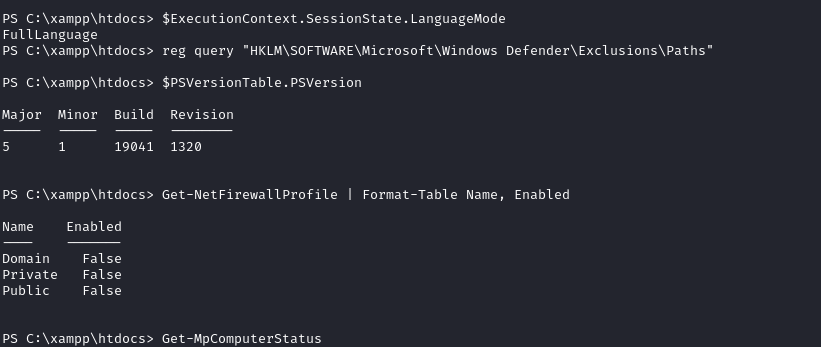 PS C:\xampp\htdocs> $ExecutionContext.SessionState.LanguageMode
FullLanguage
PS C:\xampp\htdocs> reg query "HKLM\SOFTWARE\Microsoft\Windows Defender\Exclusions\Paths"
PS C:\xampp\htdocs> $PSVersionTable.PSVersion
Major  Minor  Build  Revision
-----  -----  -----  --------
5      1      19041  1320
PS C:\xampp\htdocs> Get-NetFirewallProfile | Format-Table Name, Enabled
Name    Enabled
----    -------
Domain    False
Private   False
Public    False
PS C:\xampp\htdocs> Get-MpComputerStatus